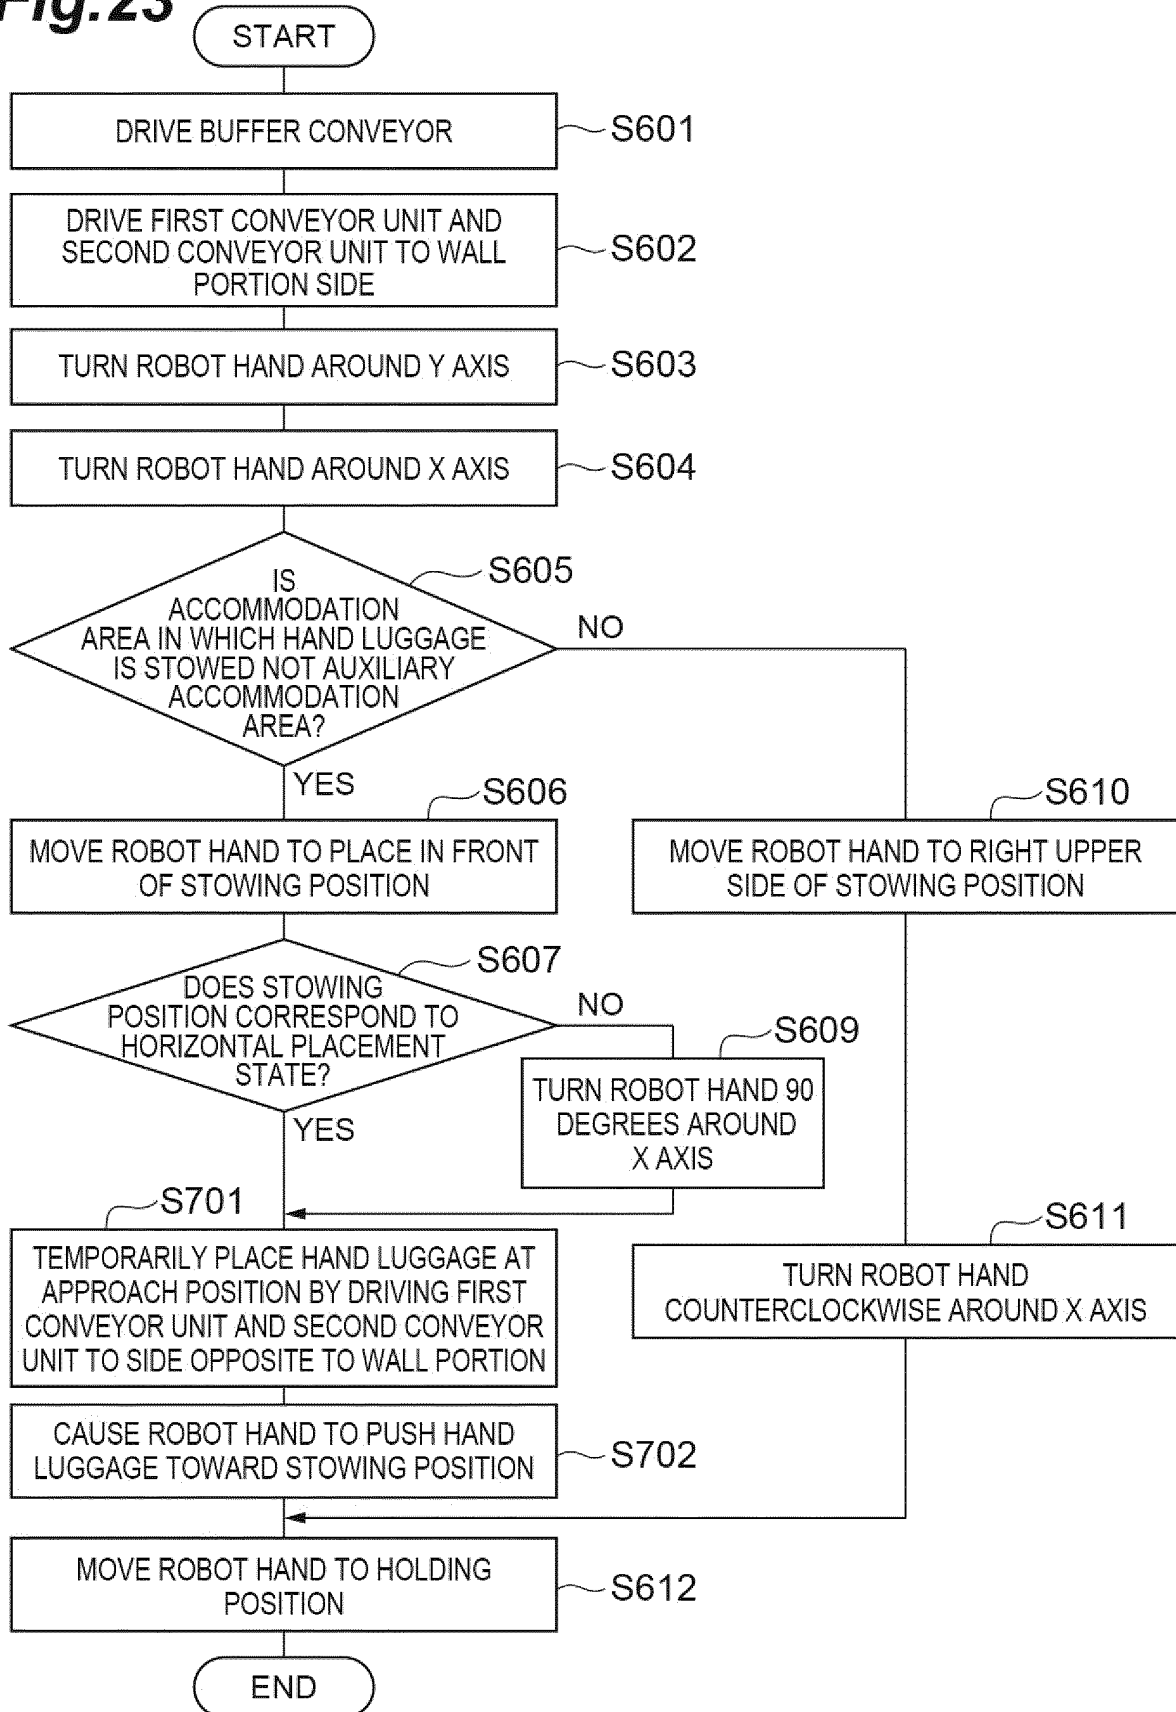 Fig.23
START
DRIVE BUFFER CONVEYOR
S601
DRIVE FIRST CONVEYOR UNIT AND
SECOND CONVEYOR UNIT TO WALL
PORTION SIDE
S602
TURN ROBOT HAND AROUND Y AXIS
S603
TURN ROBOT HAND AROUND X AXIS
S604
S605
IS
ACCOMMODATION
AREA IN WHICH HAND LUGGAGE
IS STOWED NOT AUXILIARY
ACCOMMODATION
AREA?
NO
YES
S606
MOVE ROBOT HAND TO PLACE IN FRONT
OF STOWING POSITION
S610
MOVE ROBOT HAND TO RIGHT UPPER
SIDE OF STOWING POSITION
S607
DOES STOWING
POSITION CORRESPOND TO
HORIZONTAL PLACEMENT
STATE?
NO
YES
S609
TURN ROBOT HAND 90
DEGREES AROUND
X AXIS
S701
TEMPORARILY PLACE HAND LUGGAGE AT
APPROACH POSITION BY DRIVING FIRST
CONVEYOR UNIT AND SECOND CONVEYOR
UNIT TO SIDE OPPOSITE TO WALL PORTION
S611
TURN ROBOT HAND
COUNTERCLOCKWISE AROUND X AXIS
CAUSE ROBOT HAND TO PUSH HAND
LUGGAGE TOWARD STOWING POSITION
S702
MOVE ROBOT HAND TO HOLDING
POSITION
S612
END